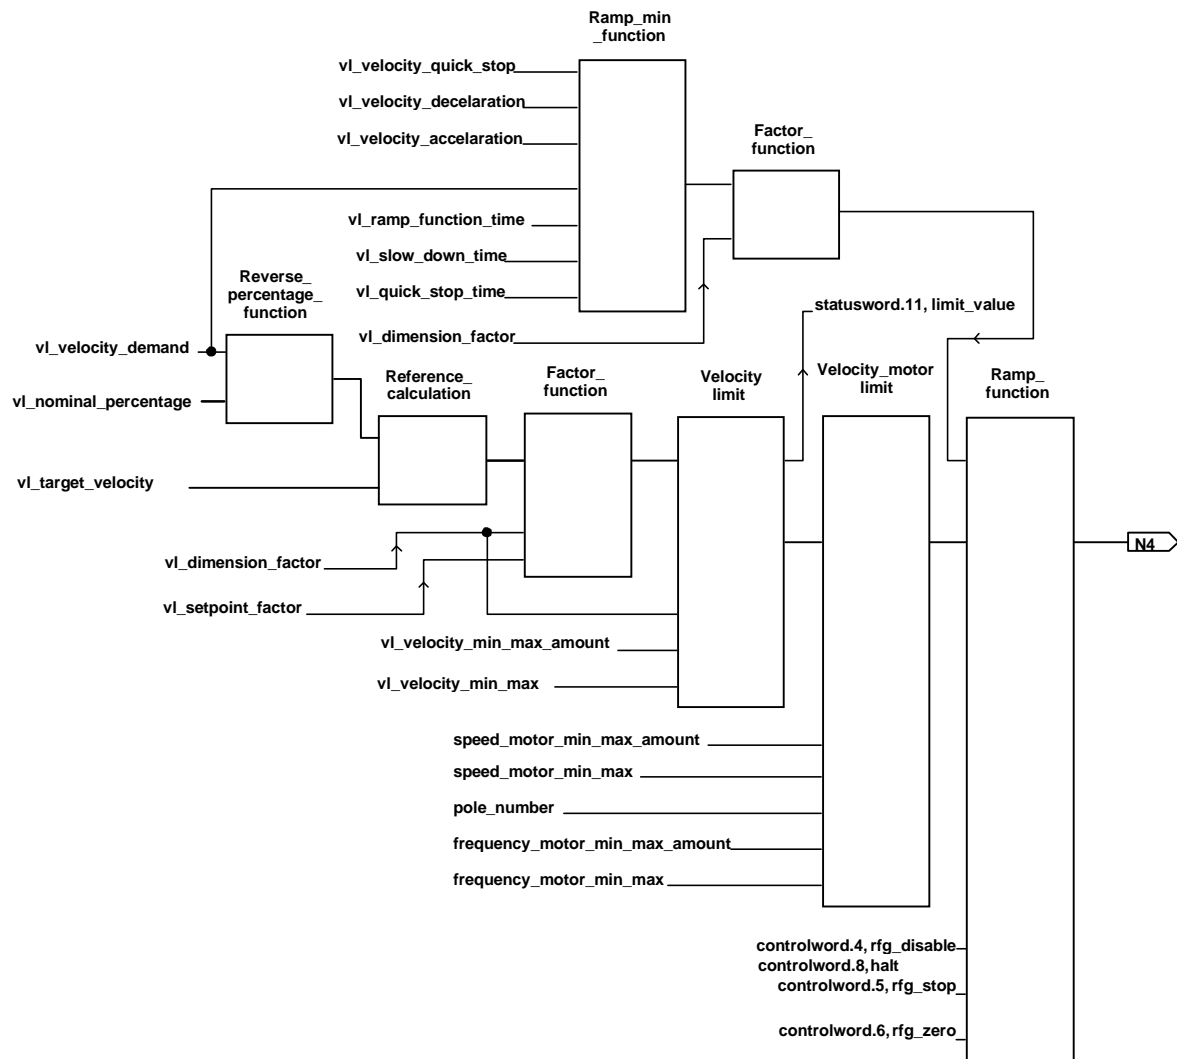 Ramp_min
_function
vl_velocity_quick_stop
vl_velocity_decelaration
vl_velocity_accelaration
Factor_
function
vl_ramp_function_time
vl_slow_down_time
vl_quick_stop_time
vl_dimension_factor
Reverse_
percentage_
function
statusword.11, limit_value
vl_velocity_demand
vl_nominal_percentage
Reference_
calculation
Factor_
function
Velocity
limit
Velocity_motor
limit
Ramp_
function
vl_target_velocity
N4
vl_dimension_factor
vl_setpoint_factor
vl_velocity_min_max_amount
vl_velocity_min_max
speed_motor_min_max_amount
speed_motor_min_max
pole_number
frequency_motor_min_max_amount
frequency_motor_min_max
controlword.4, rfg_disable
controlword.8, halt
controlword.5, rfg_stop
controlword.6, rfg_zero